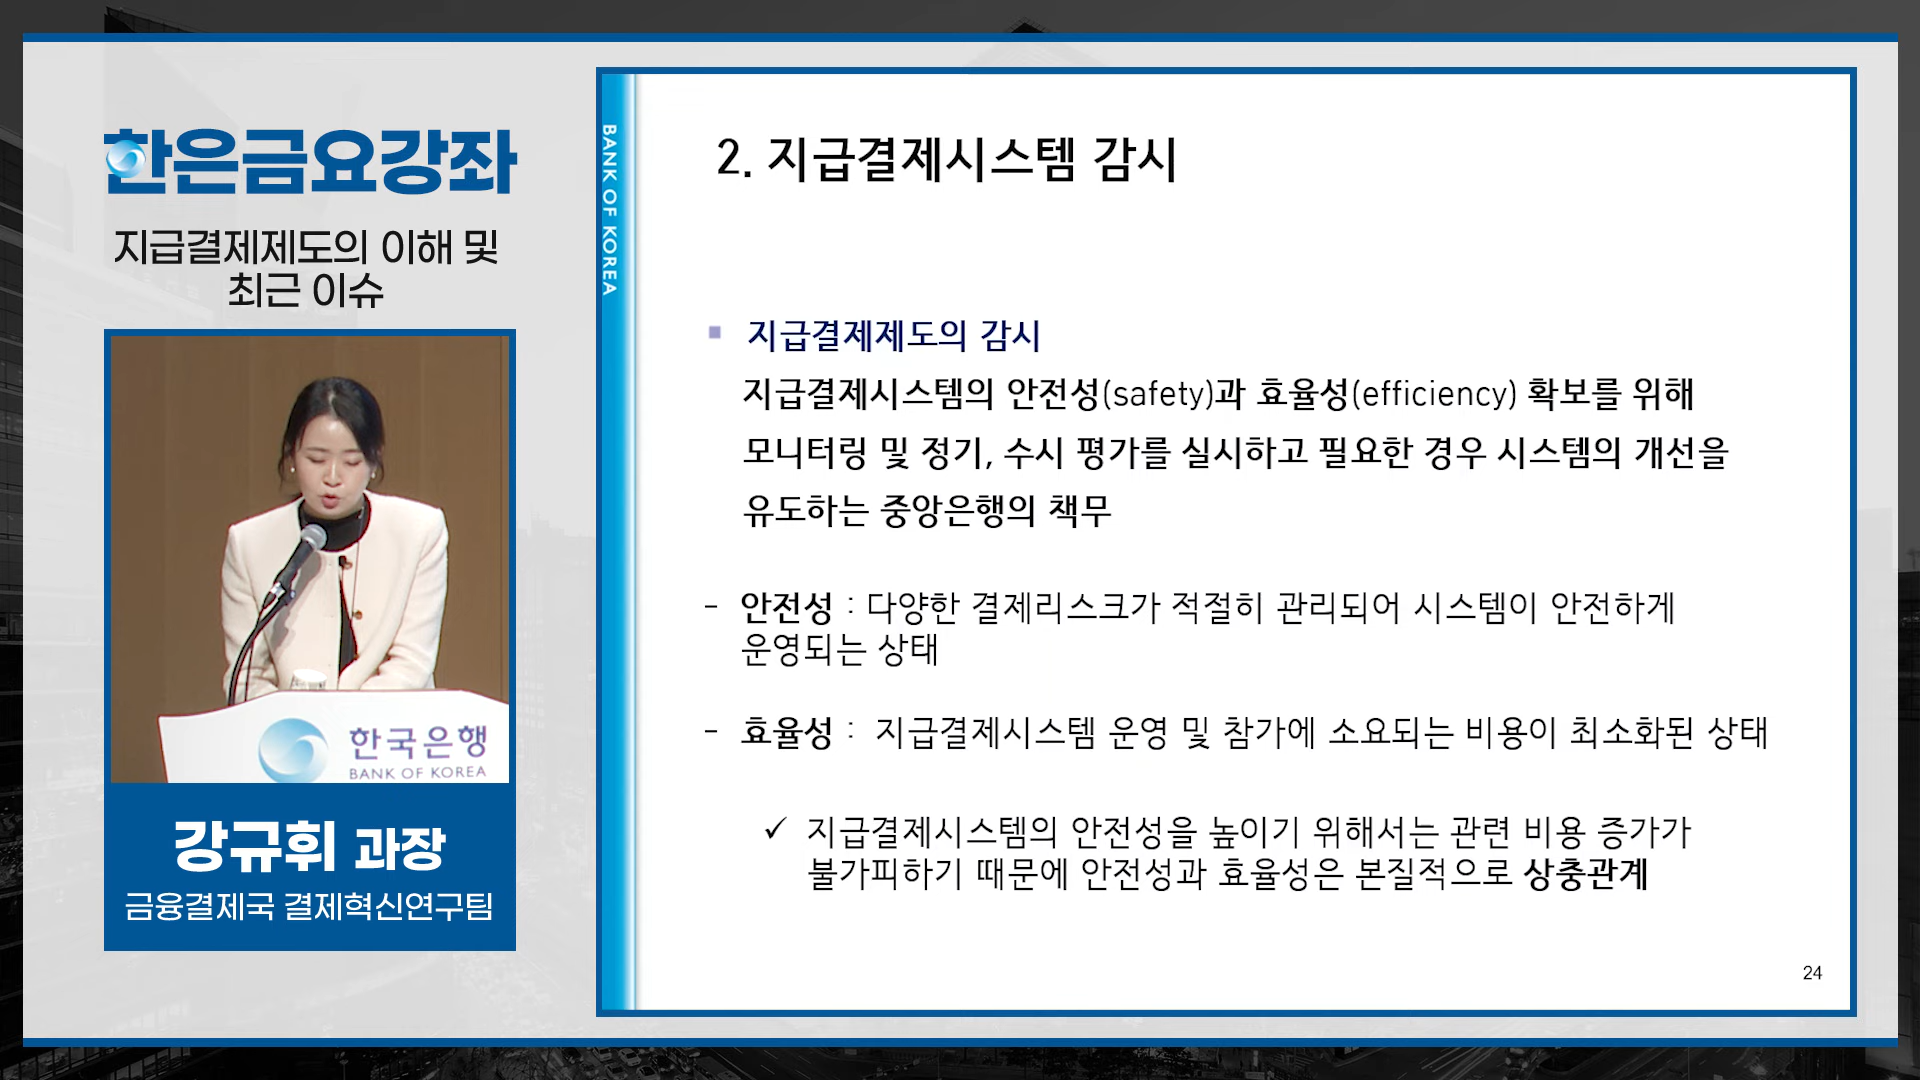 한은금요강좌
지급결제제도의 이해 및
최근 이슈
한국은행
BANK OF KOREA
강규휘 과장
금융결제국 결제혁신연구팀
BANK OF KOREA
2. 지급결제시스템 감시
▪ 지급결제제도의 감시
지급결제시스템의 안전성(safety)과 효율성(efficiency) 확보를 위해
모니터링 및 정기, 수시 평가를 실시하고 필요한 경우 시스템의 개선을
유도하는 중앙은행의 책무
- 안전성 : 다양한 결제리스크가 적절히 관리되어 시스템이 안전하게
운영되는 상태
- 효율성 : 지급결제시스템 운영 및 참가에 소요되는 비용이 최소화된 상태
✓ 지급결제시스템의 안전성을 높이기 위해서는 관련 비용 증가가
불가피하기 때문에 안전성과 효율성은 본질적으로 상충관계
24